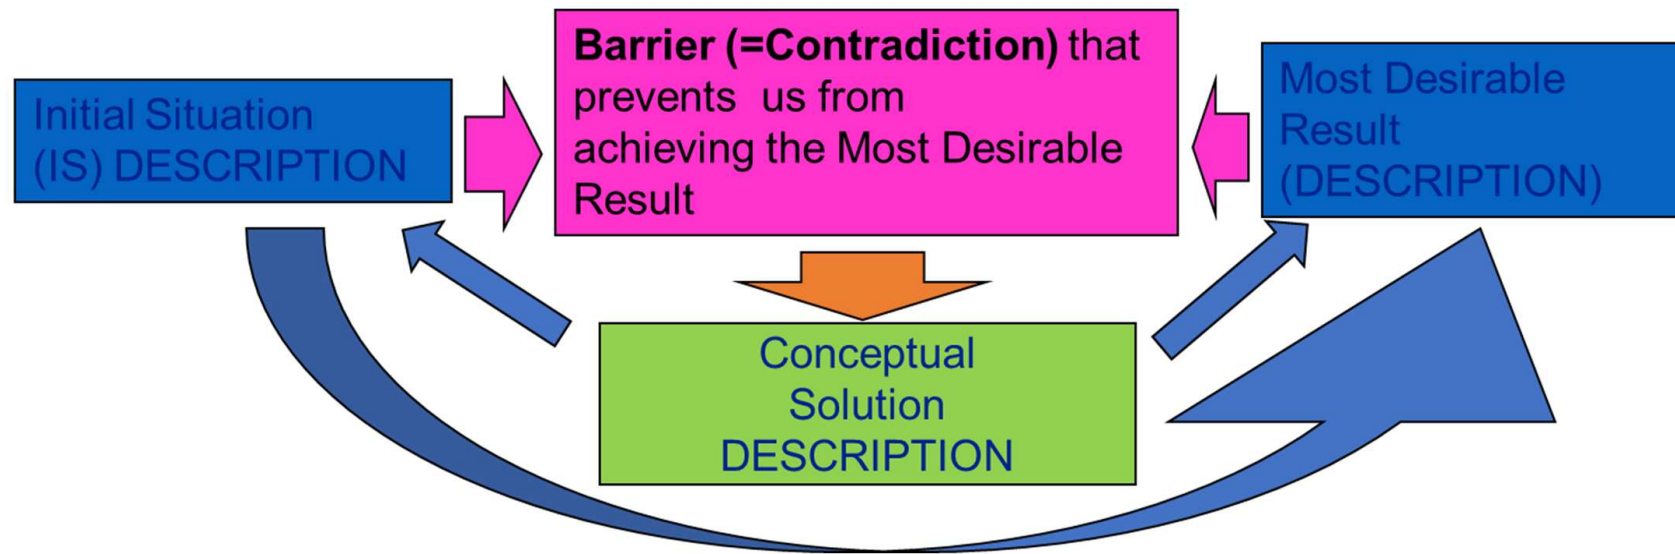 Initial Situation
(IS) DESCRIPTION
Barrier (=Contradiction) that
prevents  us from
achieving the Most Desirable
Result
Most Desirable
Result
(DESCRIPTION)
Conceptual
Solution
DESCRIPTION